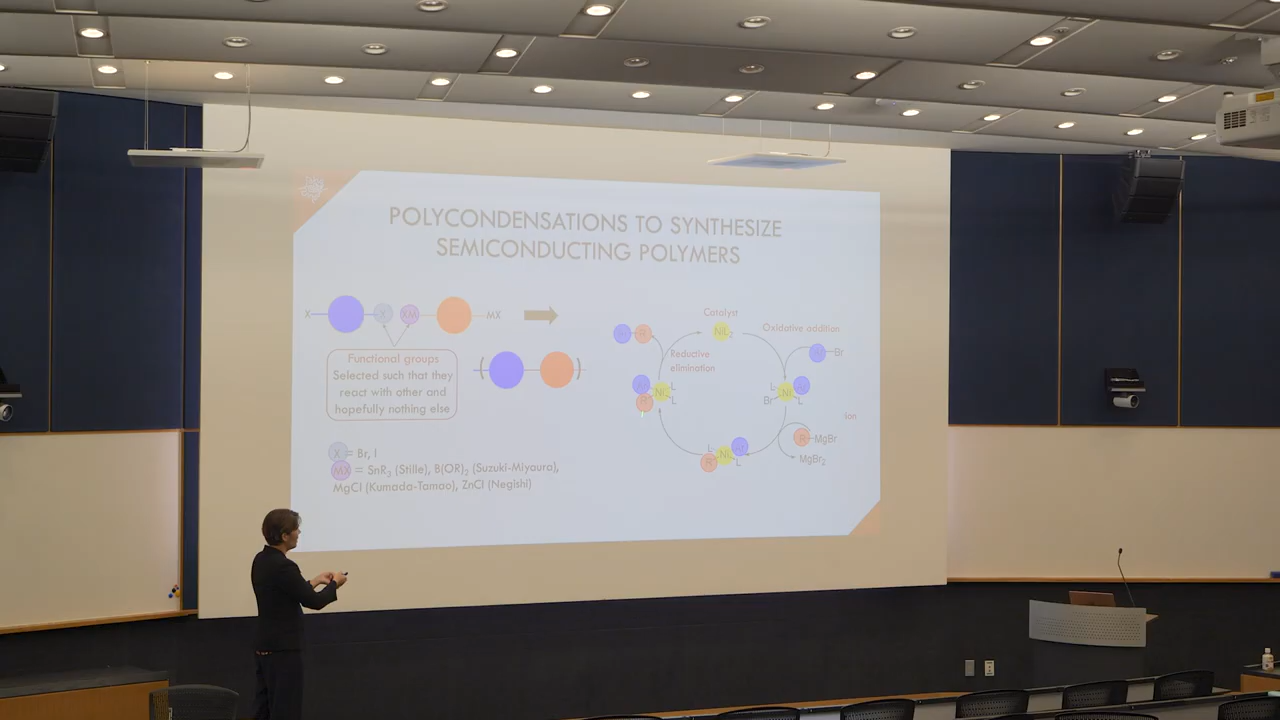 POLYCONDENSATIONS TO SYNTHESIZE
SEMICONDUCTING POLYMERS
X
X
XM
MX
Functional groups
Selected such that they
react with other and
hopefully nothing else
( )
X = Br, I
MX = SnR3 (Stille), B(OR)2 (Suzuki-Miyaura),
MgCl (Kumada-Tamao), ZnCl (Negishi)
Catalyst
NiL2
Oxidative addition
Br
L
Ni
Br
L
R
MgBr
MgBr2
L
Ni
R
L
Reductive
elimination
Ni
L
L
R
R
ion